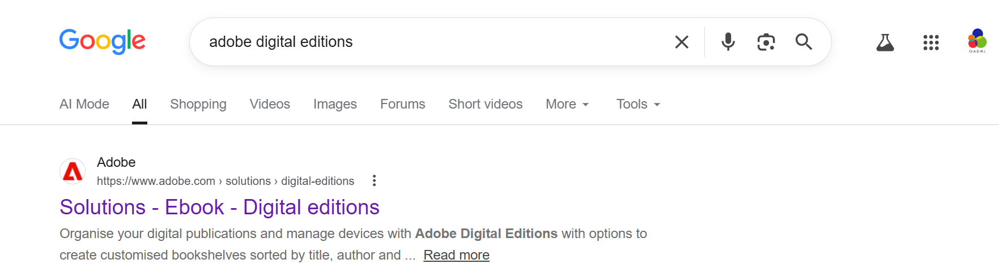 Google
adobe digital editions
GADML
AI Mode All Shopping Videos Images Forums Short videos More Tools
Adobe
https://www.adobe.com › solutions › digital-editions
Solutions - Ebook - Digital editions
Organise your digital publications and manage devices with Adobe Digital Editions with options to
create customised bookshelves sorted by title, author and ... Read more